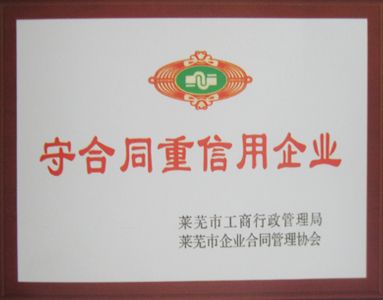 守合同重信用企业
莱芜市工商行政管理局
莱芜市企业合同管理协会